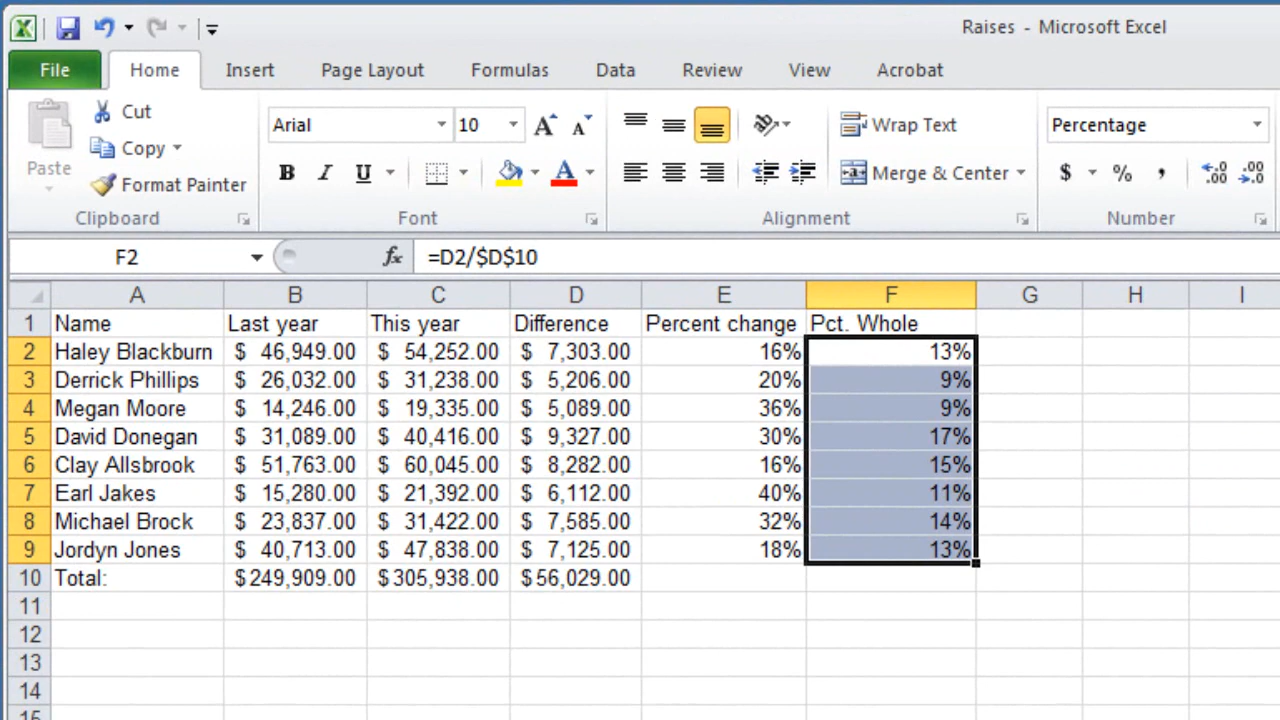 Raises - Microsoft Excel
File Home Insert Page Layout Formulas Data Review View Acrobat
Cut
Copy
Format Painter
Paste
Clipboard
Arial 10 A A
B I U A
Font
Wrap Text
Merge & Center
Alignment
Percentage
$ % , .00 .00
Number
F2 fx =D2/$D$10
A B C D E F G H I
1 Name Last year This year Difference Percent change Pct. Whole
2 Haley Blackburn $ 46,949.00 $ 54,252.00 $ 7,303.00 16% 13%
3 Derrick Phillips $ 26,032.00 $ 31,238.00 $ 5,206.00 20% 9%
4 Megan Moore $ 14,246.00 $ 19,335.00 $ 5,089.00 36% 9%
5 David Donegan $ 31,089.00 $ 40,416.00 $ 9,327.00 30% 17%
6 Clay Allsbrook $ 51,763.00 $ 60,045.00 $ 8,282.00 16% 15%
7 Earl Jakes $ 15,280.00 $ 21,392.00 $ 6,112.00 40% 11%
8 Michael Brock $ 23,837.00 $ 31,422.00 $ 7,585.00 32% 14%
9 Jordyn Jones $ 40,713.00 $ 47,838.00 $ 7,125.00 18% 13%
10 Total: $249,909.00 $305,938.00 $56,029.00
11
12
13
14
15